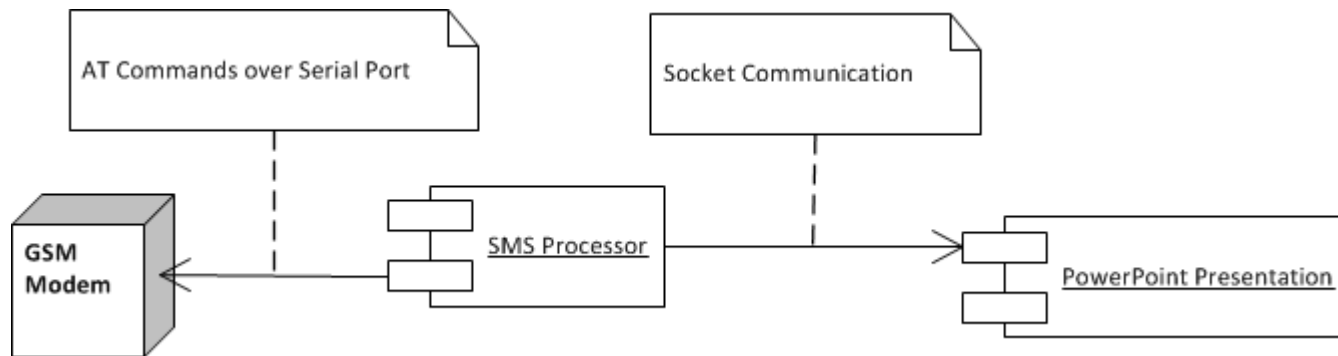 AT Commands over Serial Port
Socket Communication
GSM
Modem
SMS Processor
PowerPoint Presentation